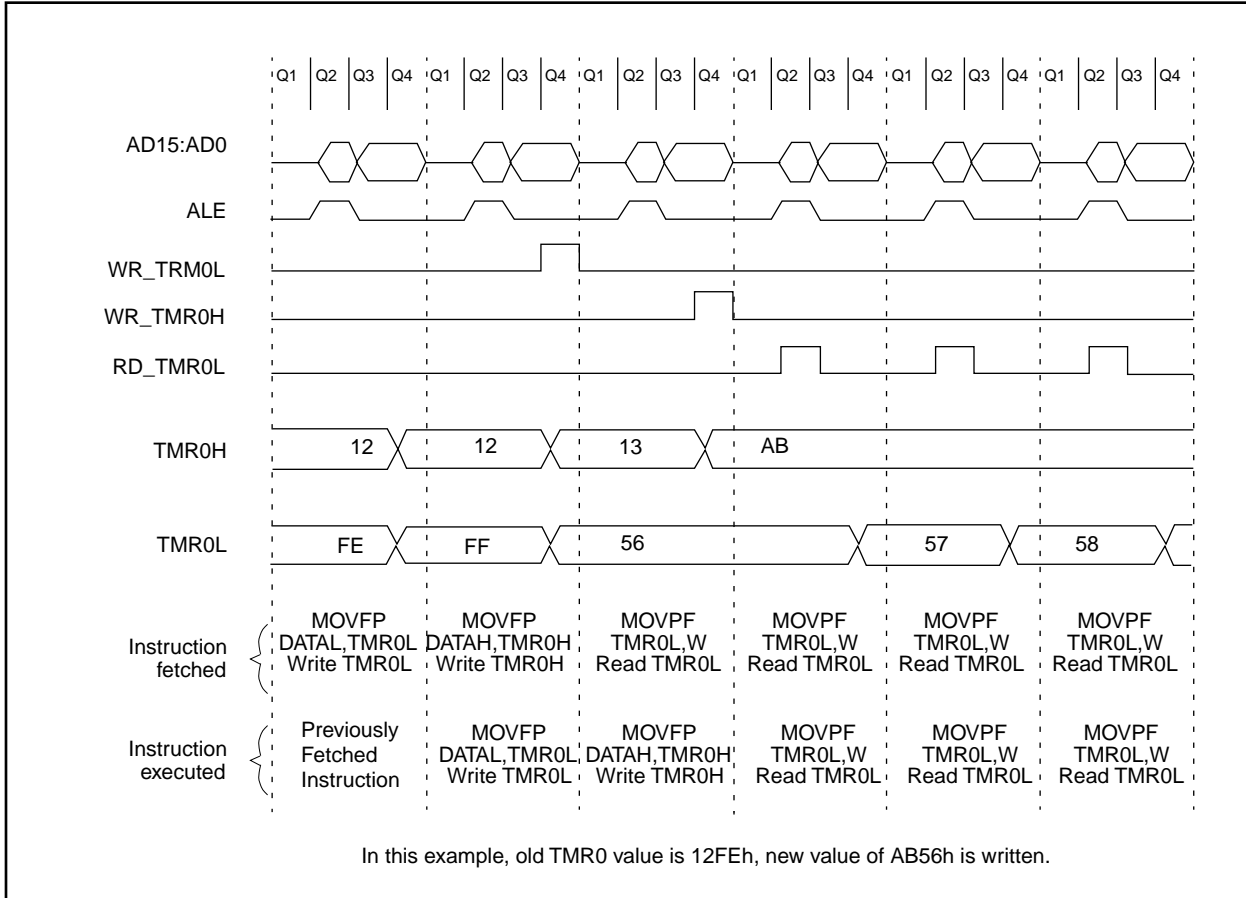 Q1 Q2 Q3 Q4 Q1 Q2 Q3 Q4 Q1 Q2 Q3 Q4 Q1 Q2 Q3 Q4 Q1 Q2 Q3 Q4 Q1 Q2 Q3 Q4
AD15:AD0
ALE
WR_TRM0L
WR_TMR0H
RD_TMR0L
TMR0H 12 12 13 AB
TMR0L FE FF 56 57 58
Instruction
fetched
MOVFP
DATAL,TMR0L
Write TMR0L
MOVFP
DATAH,TMR0H
Write TMR0H
MOVPF
TMR0L,W
Read TMR0L
MOVPF
TMR0L,W
Read TMR0L
MOVPF
TMR0L,W
Read TMR0L
MOVPF
TMR0L,W
Read TMR0L
Instruction
executed
Previously
Fetched
Instruction
MOVFP
DATAL,TMR0L
Write TMR0L
MOVFP
DATAH,TMR0H
Write TMR0H
MOVPF
TMR0L,W
Read TMR0L
MOVPF
TMR0L,W
Read TMR0L
MOVPF
TMR0L,W
Read TMR0L
In this example, old TMR0 value is 12FEh, new value of AB56h is written.